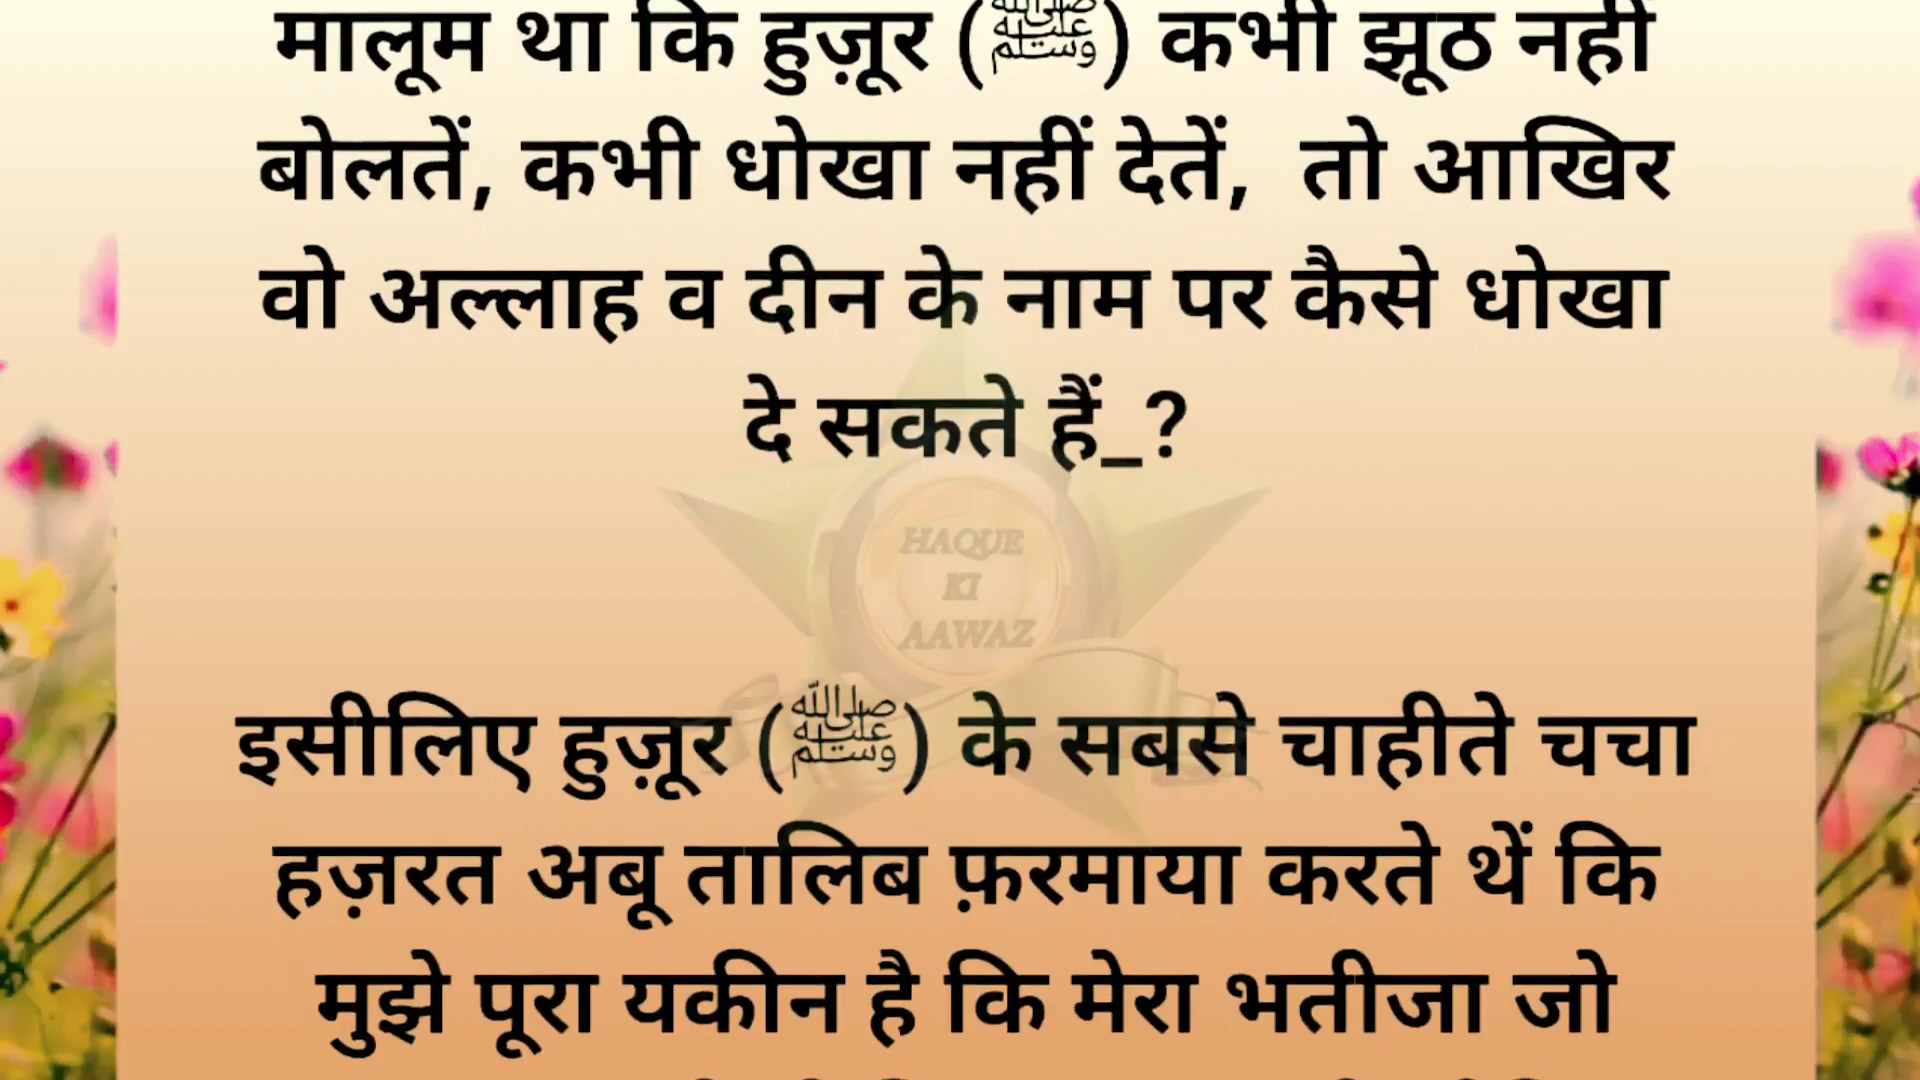 मालूम था कि हुज़ूर (ﷺ) कभी झूठ नहीं
बोलतें, कभी धोखा नहीं देतें,  तो आखिर
वो अल्लाह व दीन के नाम पर कैसे धोखा
दे सकते हैं_?
HAQUE
KI
AAWAZ
इसीलिए हुज़ूर (ﷺ) के सबसे चाहीते चचा
हज़रत अबू तालिब फ़रमाया करते थें कि
मुझे पूरा यकीन है कि मेरा भतीजा जो